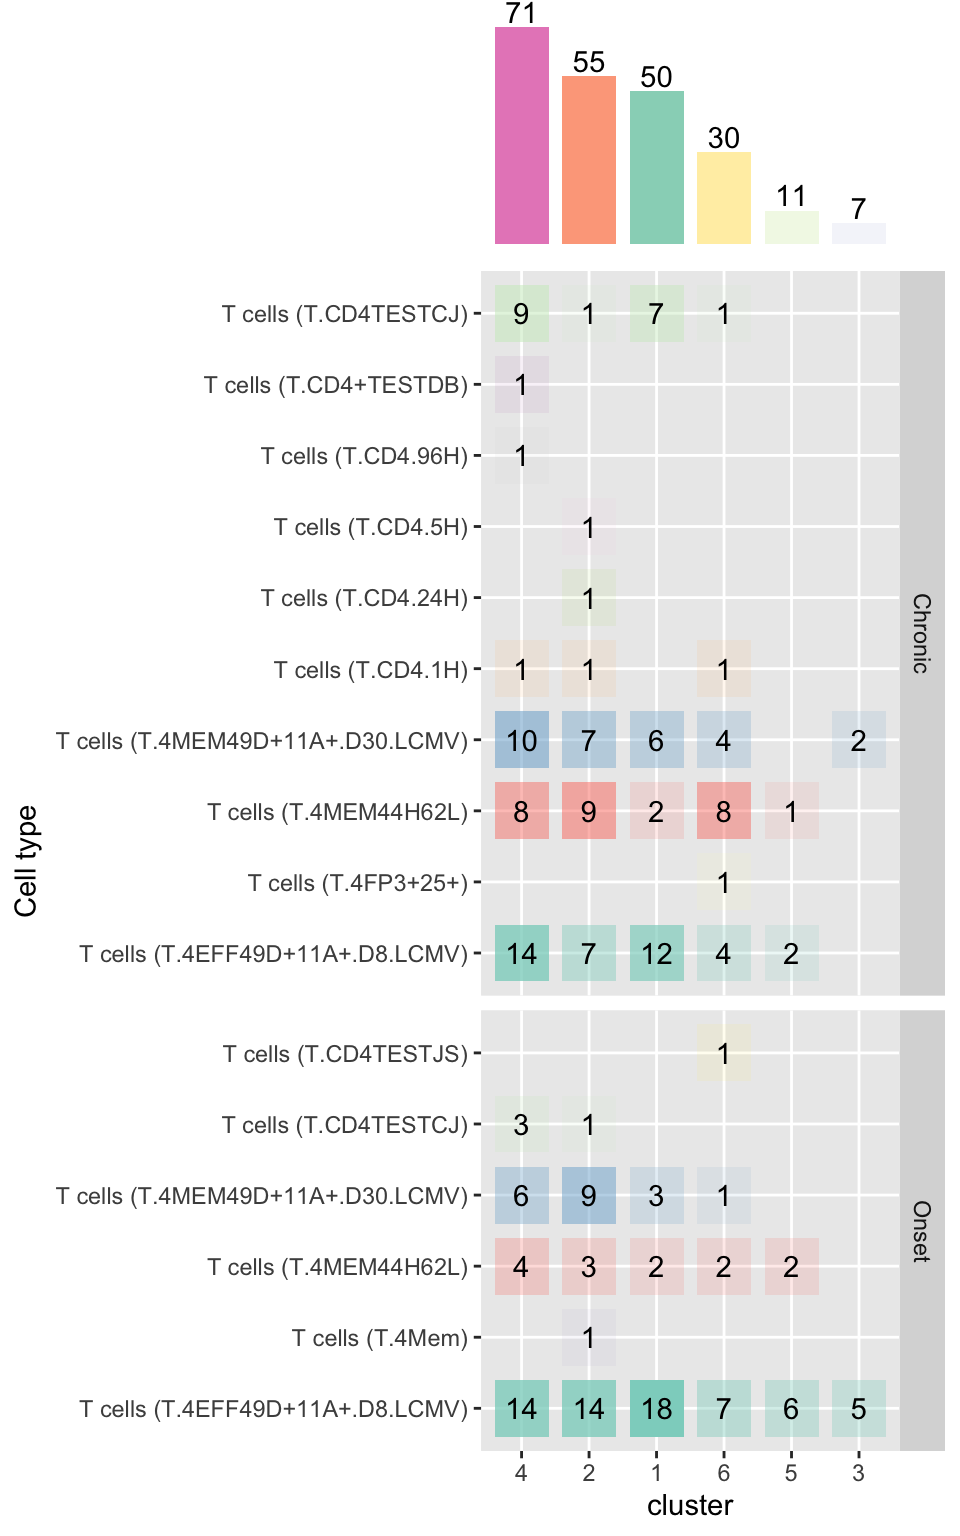 71
55
50
30
11
7
T cells (T.CD4TESTCJ) 9 1 7 1
T cells (T.CD4+TESTDB) 1
T cells (T.CD4.96H) 1
T cells (T.CD4.5H) 1
T cells (T.CD4.24H) 1
T cells (T.CD4.1H) 1 1 1
T cells (T.4MEM49D+11A+.D30.LCMV) 10 7 6 4 2
T cells (T.4MEM44H62L) 8 9 2 8 1
T cells (T.4FP3+25+) 1
T cells (T.4EFF49D+11A+.D8.LCMV) 14 7 12 4 2
Chronic
T cells (T.CD4TESTJS) 1
T cells (T.CD4TESTCJ) 3 1
T cells (T.4MEM49D+11A+.D30.LCMV) 6 9 3 1
T cells (T.4MEM44H62L) 4 3 2 2 2
T cells (T.4Mem) 1
T cells (T.4EFF49D+11A+.D8.LCMV) 14 14 18 7 6 5
Onset
4 2 1 6 5 3
cluster
Cell type